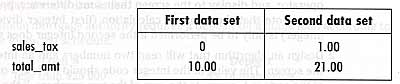 First data set Second data set
sales_tax 0 1.00
total_amt 10.00 21.00